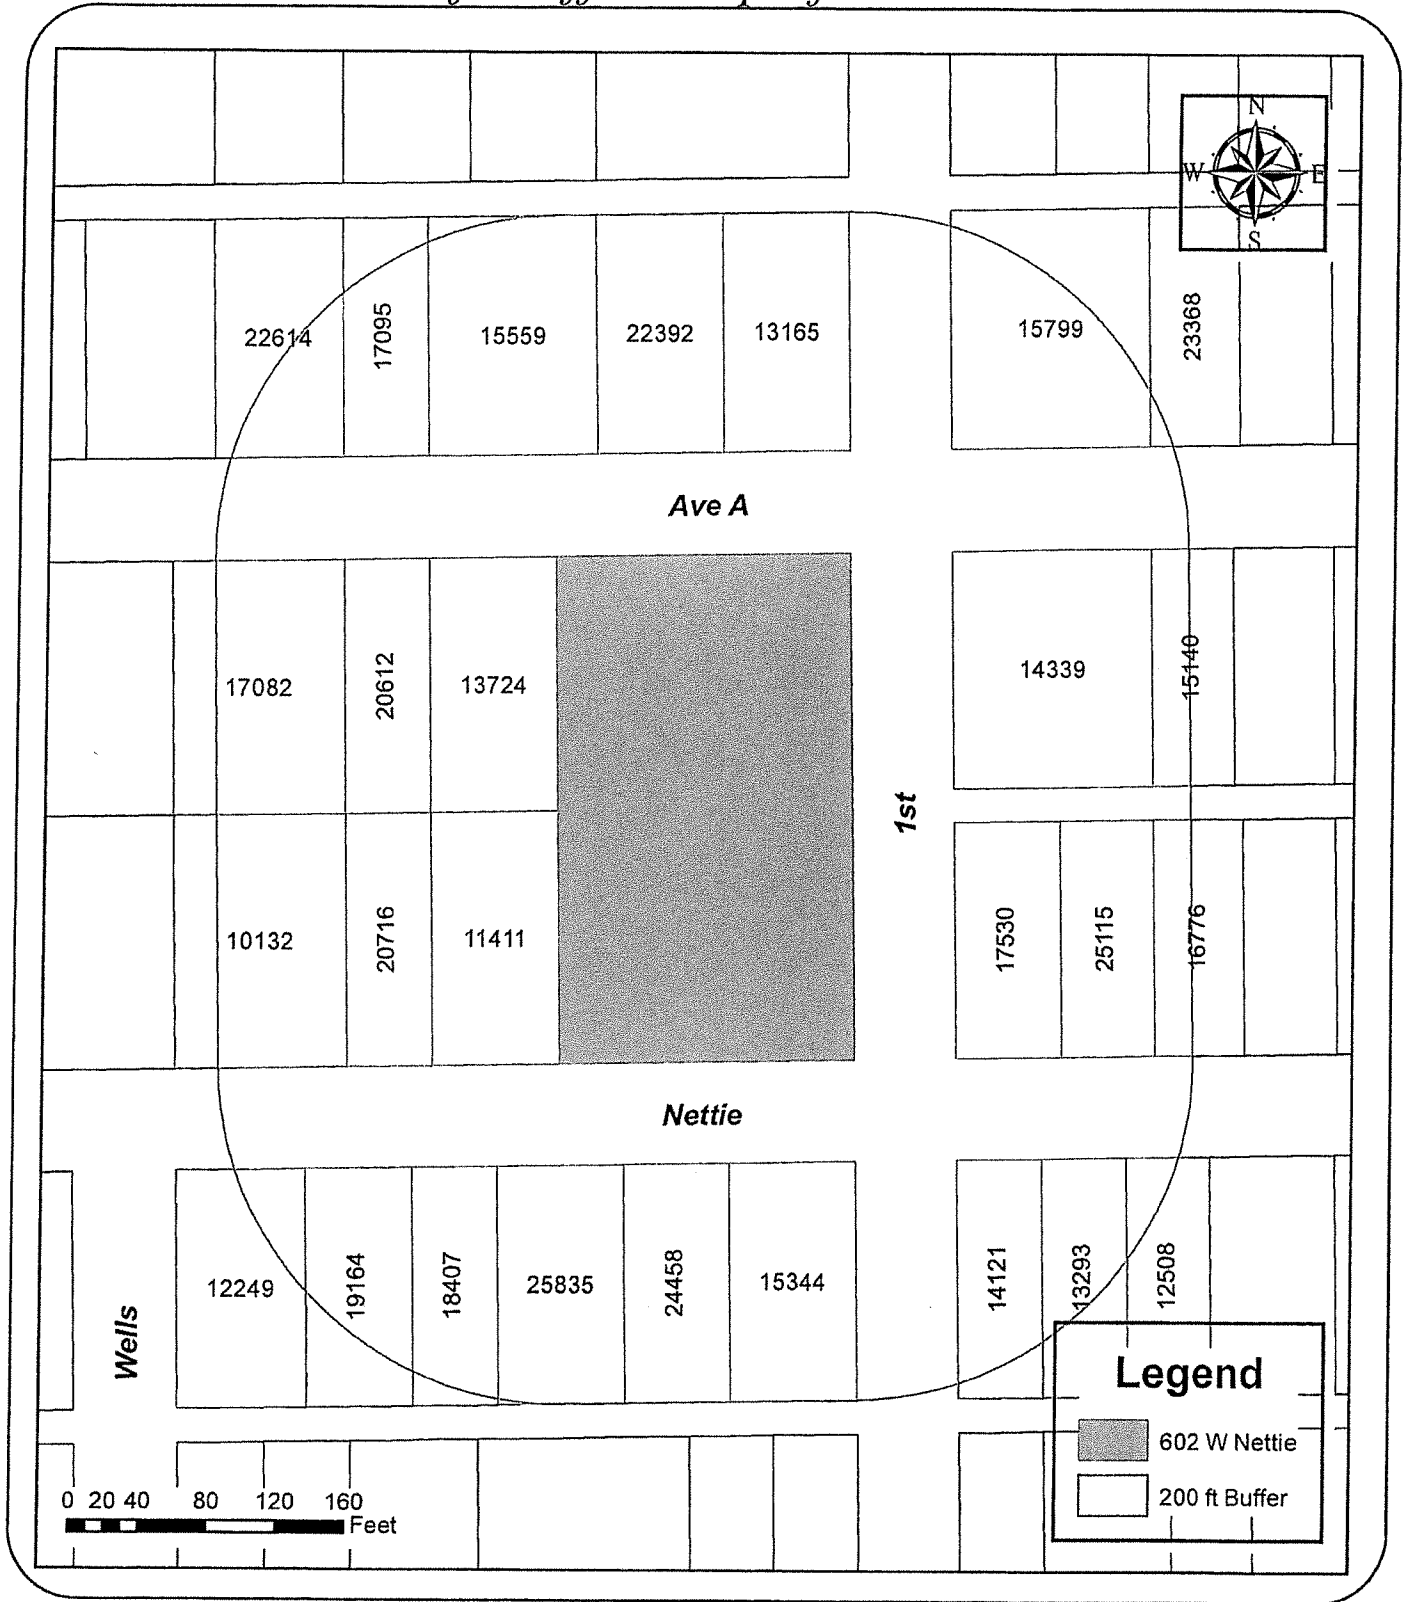 N
W E
S
22614 17095 15559 22392 13165 15799 23368
Ave A
17082 20612 13724 14339 15140
1st
10132 20716 11411 17530 25115 16776
Nettie
12249 19164 18407 25835 24458 15344 14121 13293 12508
Wells
Legend
602 W Nettie
200 ft Buffer
0 20 40 80 120 160
Feet